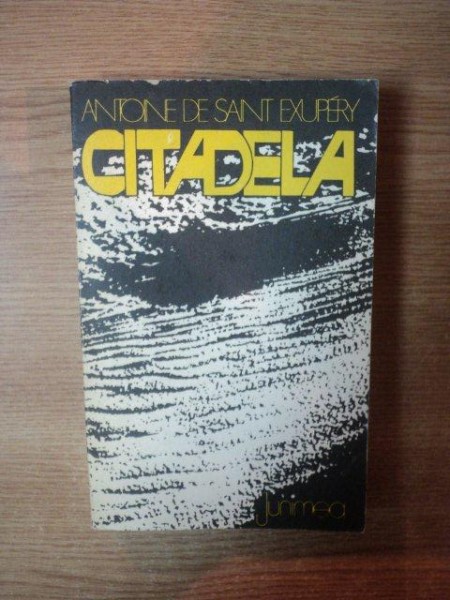 ANTOINE DE SAINT EXUPÉRY
CITADELA
Junimea